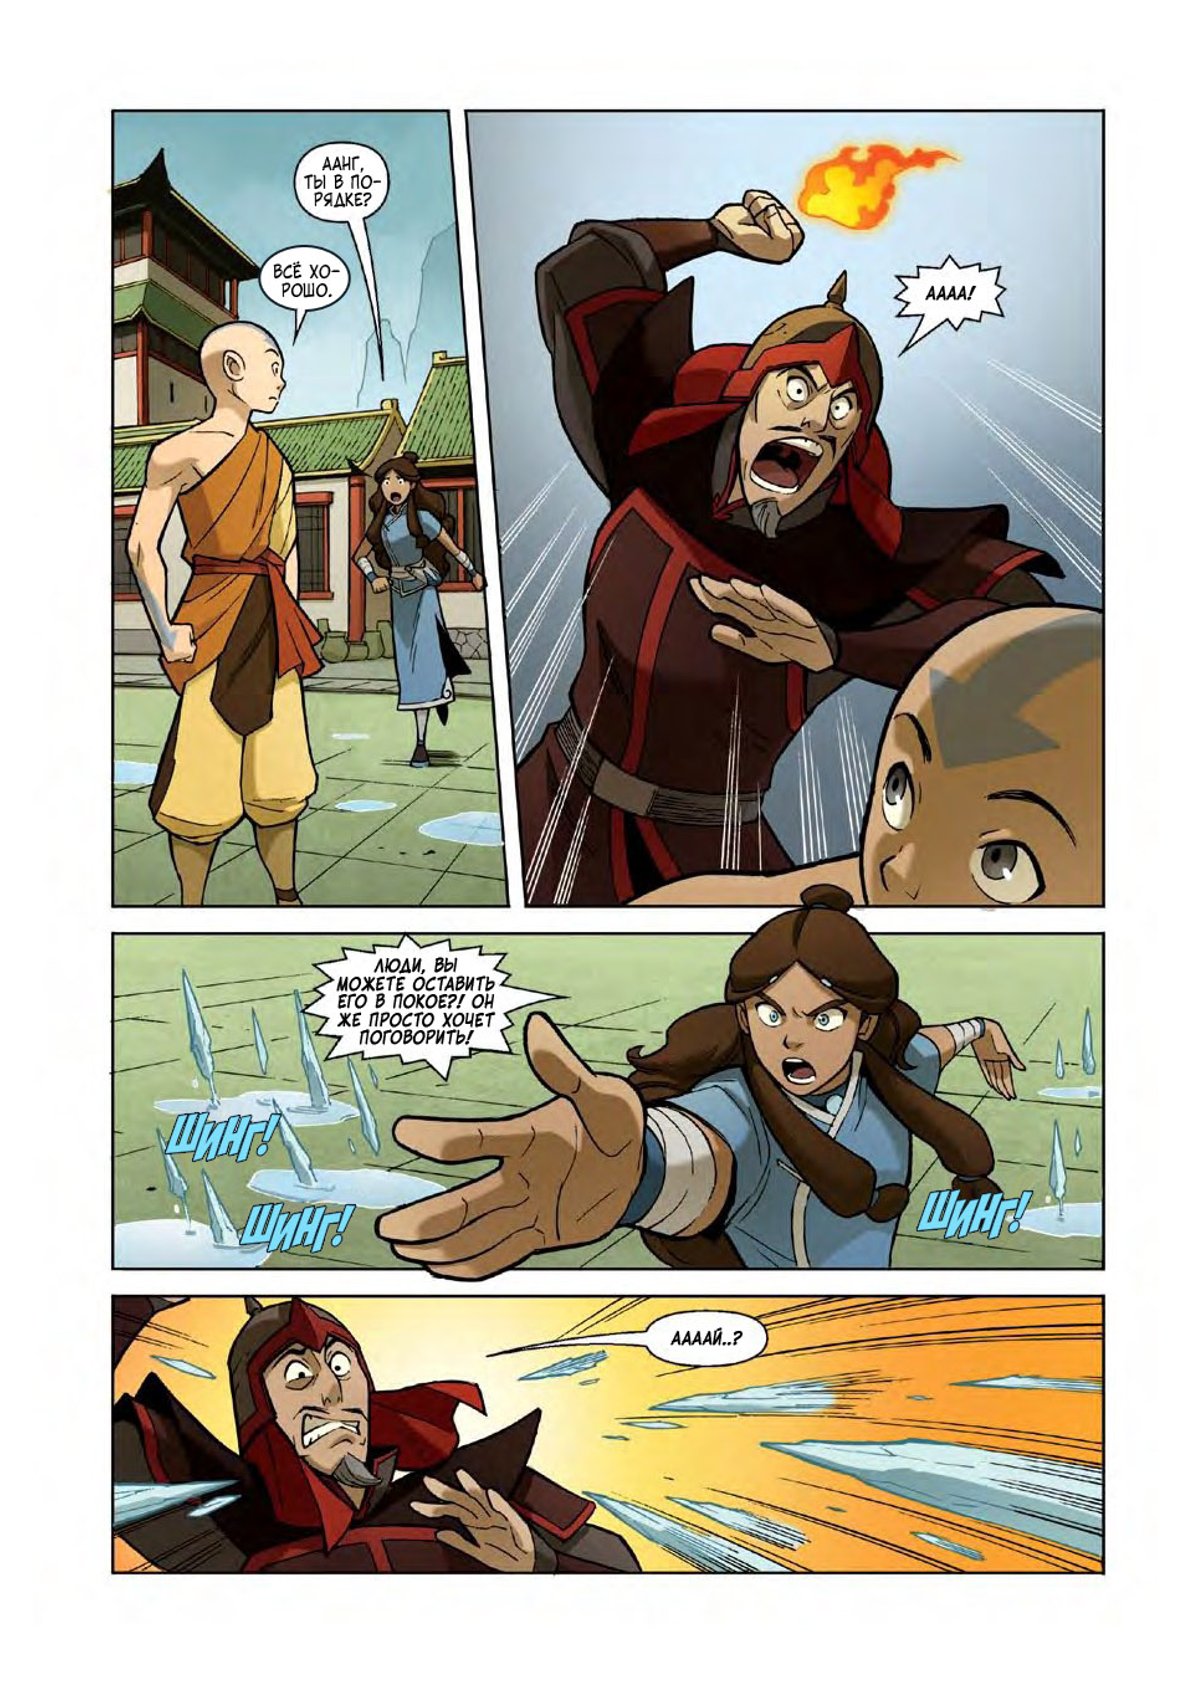 ААНГ,
ТЫ В ПО-
РЯДКЕ?
ВСЁ ХО-
РОШО.
АААА!
ЛЮДИ, ВЫ
МОЖЕТЕ ОСТАВИТЬ
ЕГО В ПОКОЕ?! ОН
ЖЕ ПРОСТО ХОЧЕТ
ПОГОВОРИТЬ!
ШИНГ!
ШИНГ!
ШИНГ!
ААААЙ..?